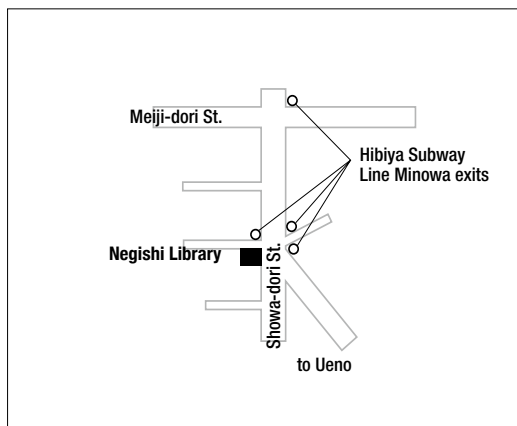 Meiji-dori St.
Hibiya Subway
Line Minowa exits
Negishi Library
Showa-dori St.
to Ueno